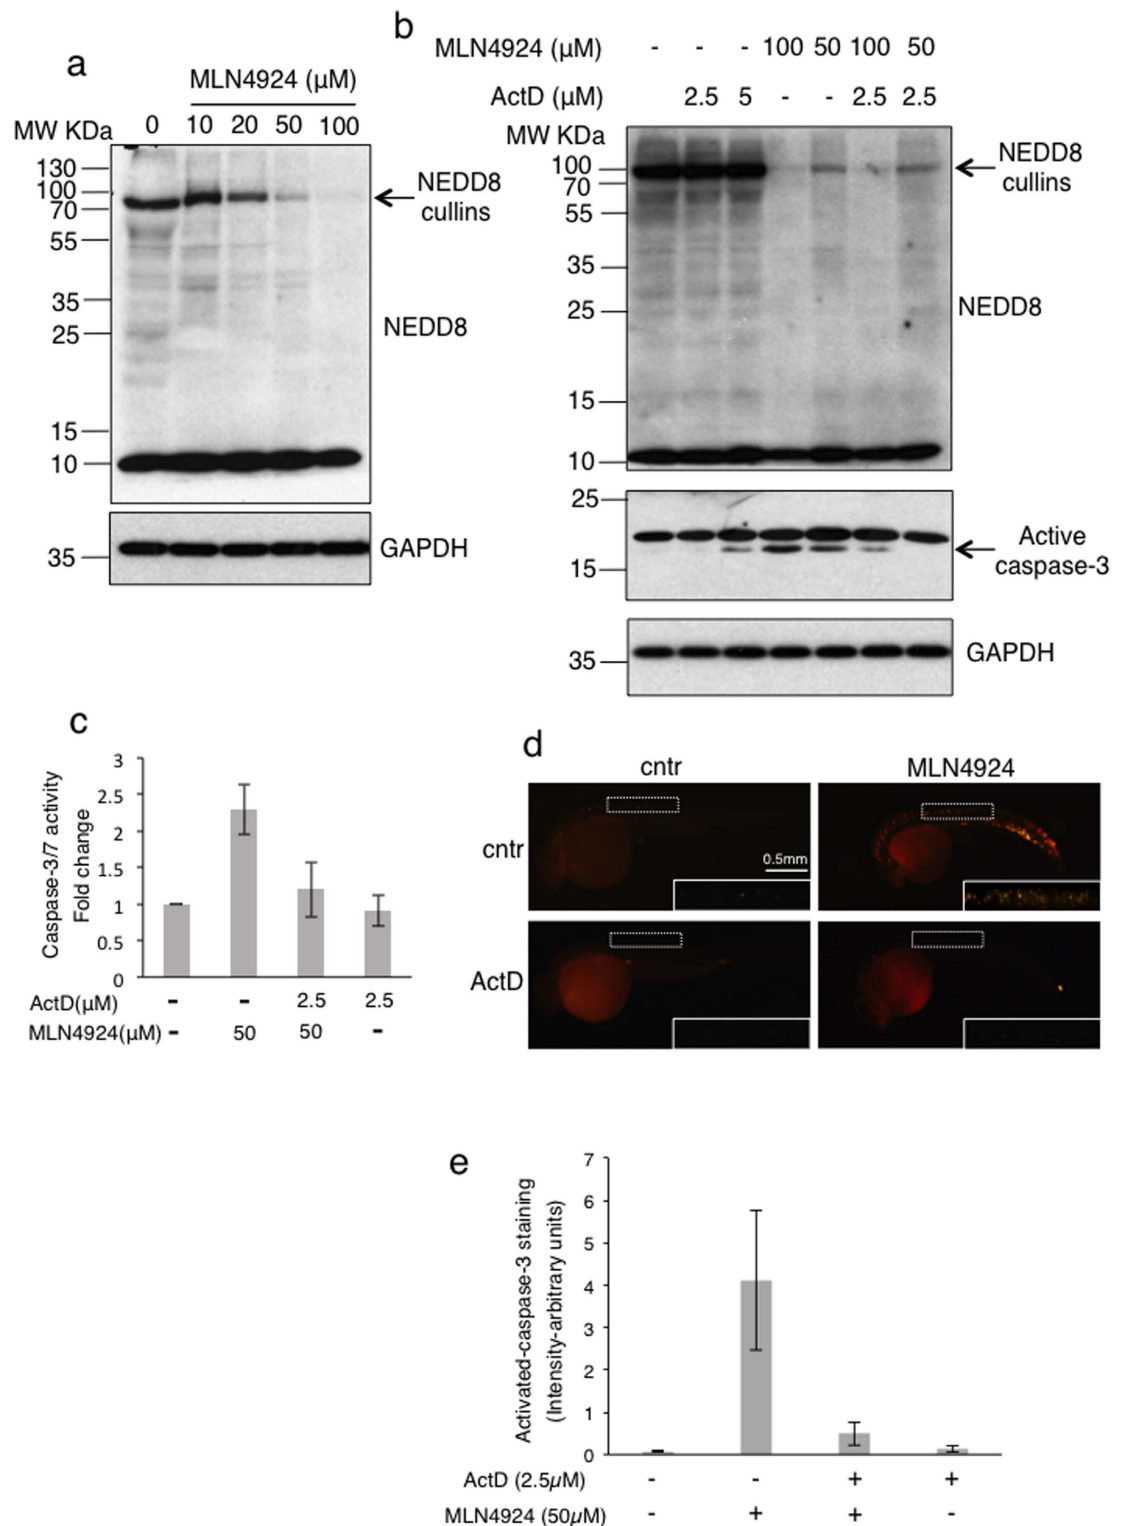 a
MLN4924 (µM)
MW KDa 0 10 20 50 100
130
100
70
55
35
25
15
10
NEDD8
cullins
NEDD8
35
GAPDH
b
MLN4924 (µM) - - - 100 50 100 50
ActD (µM) 2.5 5 - - 2.5 2.5
MW KDa
100
70
55
35
25
15
10
NEDD8
cullins
NEDD8
25
15
Active
caspase-3
35
GAPDH
c
Caspase-3/7 activity
Fold change
3
2.5
2
1.5
1
0.5
0
ActD(µM) - - 2.5 2.5
MLN4924(µM) - 50 50 -
d
cntr MLN4924
cntr
0.5mm
ActD
e
Activated-caspase-3 staining
(Intensity-arbitrary units)
7
6
5
4
3
2
1
0
ActD (2.5µM) - - + +
MLN4924 (50µM) - + + -